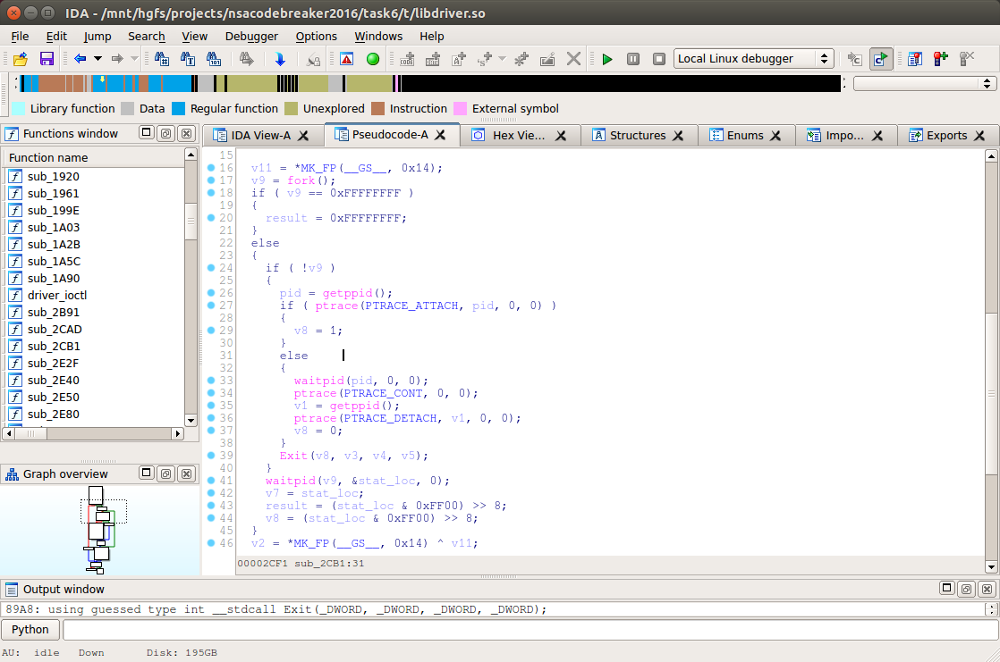 IDA - /mnt/hgfs/projects/nsacodebreaker2016/task6/t/libdriver.so
File Edit Jump Search View Debugger Options Windows Help
Local Linux debugger
Library function Data Regular function Unexplored Instruction External symbol
Functions window
IDA View-A Pseudocode-A Hex Vie... Structures Enums Impo... Exports
Function name
sub_1920
sub_1961
sub_199E
sub_1A03
sub_1A2B
sub_1A5C
sub_1A90
driver_ioctl
sub_2B91
sub_2CAD
sub_2CB1
sub_2E2F
sub_2E40
sub_2E50
sub_2E80
15
16 v11 = *MK_FP(__GS__, 0x14);
17 v9 = fork();
18 if ( v9 == 0xFFFFFFFF )
19 {
20 result = 0xFFFFFFFF;
21 }
22 else
23 {
24 if ( !v9 )
25 {
26 pid = getppid();
27 if ( ptrace(PTRACE_ATTACH, pid, 0, 0) )
28 {
29 v8 = 1;
30 }
31 else
32 {
33 waitpid(pid, 0, 0);
34 ptrace(PTRACE_CONT, 0, 0);
35 v1 = getppid();
36 ptrace(PTRACE_DETACH, v1, 0, 0);
37 v8 = 0;
38 }
39 Exit(v8, v3, v4, v5);
40 }
41 waitpid(v9, &stat_loc, 0);
42 v7 = stat_loc;
43 result = (stat_loc & 0xFF00) >> 8;
44 v8 = (stat_loc & 0xFF00) >> 8;
45 }
46 v2 = *MK_FP(__GS__, 0x14) ^ v11;
00002CF1 sub_2CB1:31
Graph overview
Output window
89A8: using guessed type int __stdcall Exit(_DWORD, _DWORD, _DWORD, _DWORD);
Python
AU: idle Down Disk: 195GB